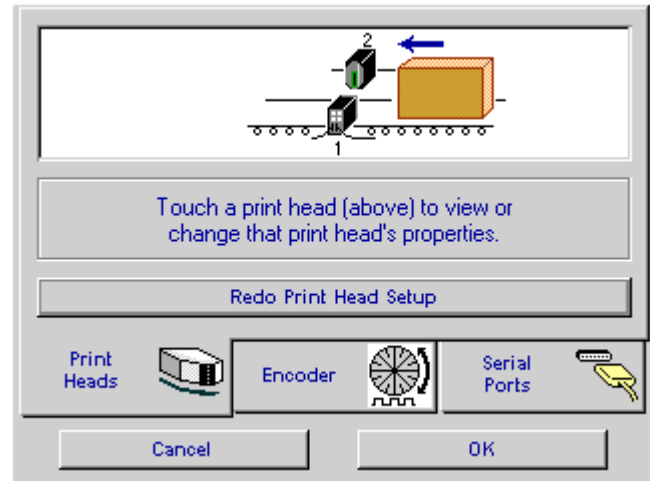 2
1
Touch a print head (above) to view or
change that print head's properties.
Redo Print Head Setup
Print
Heads
Encoder
Serial
Ports
Cancel
OK